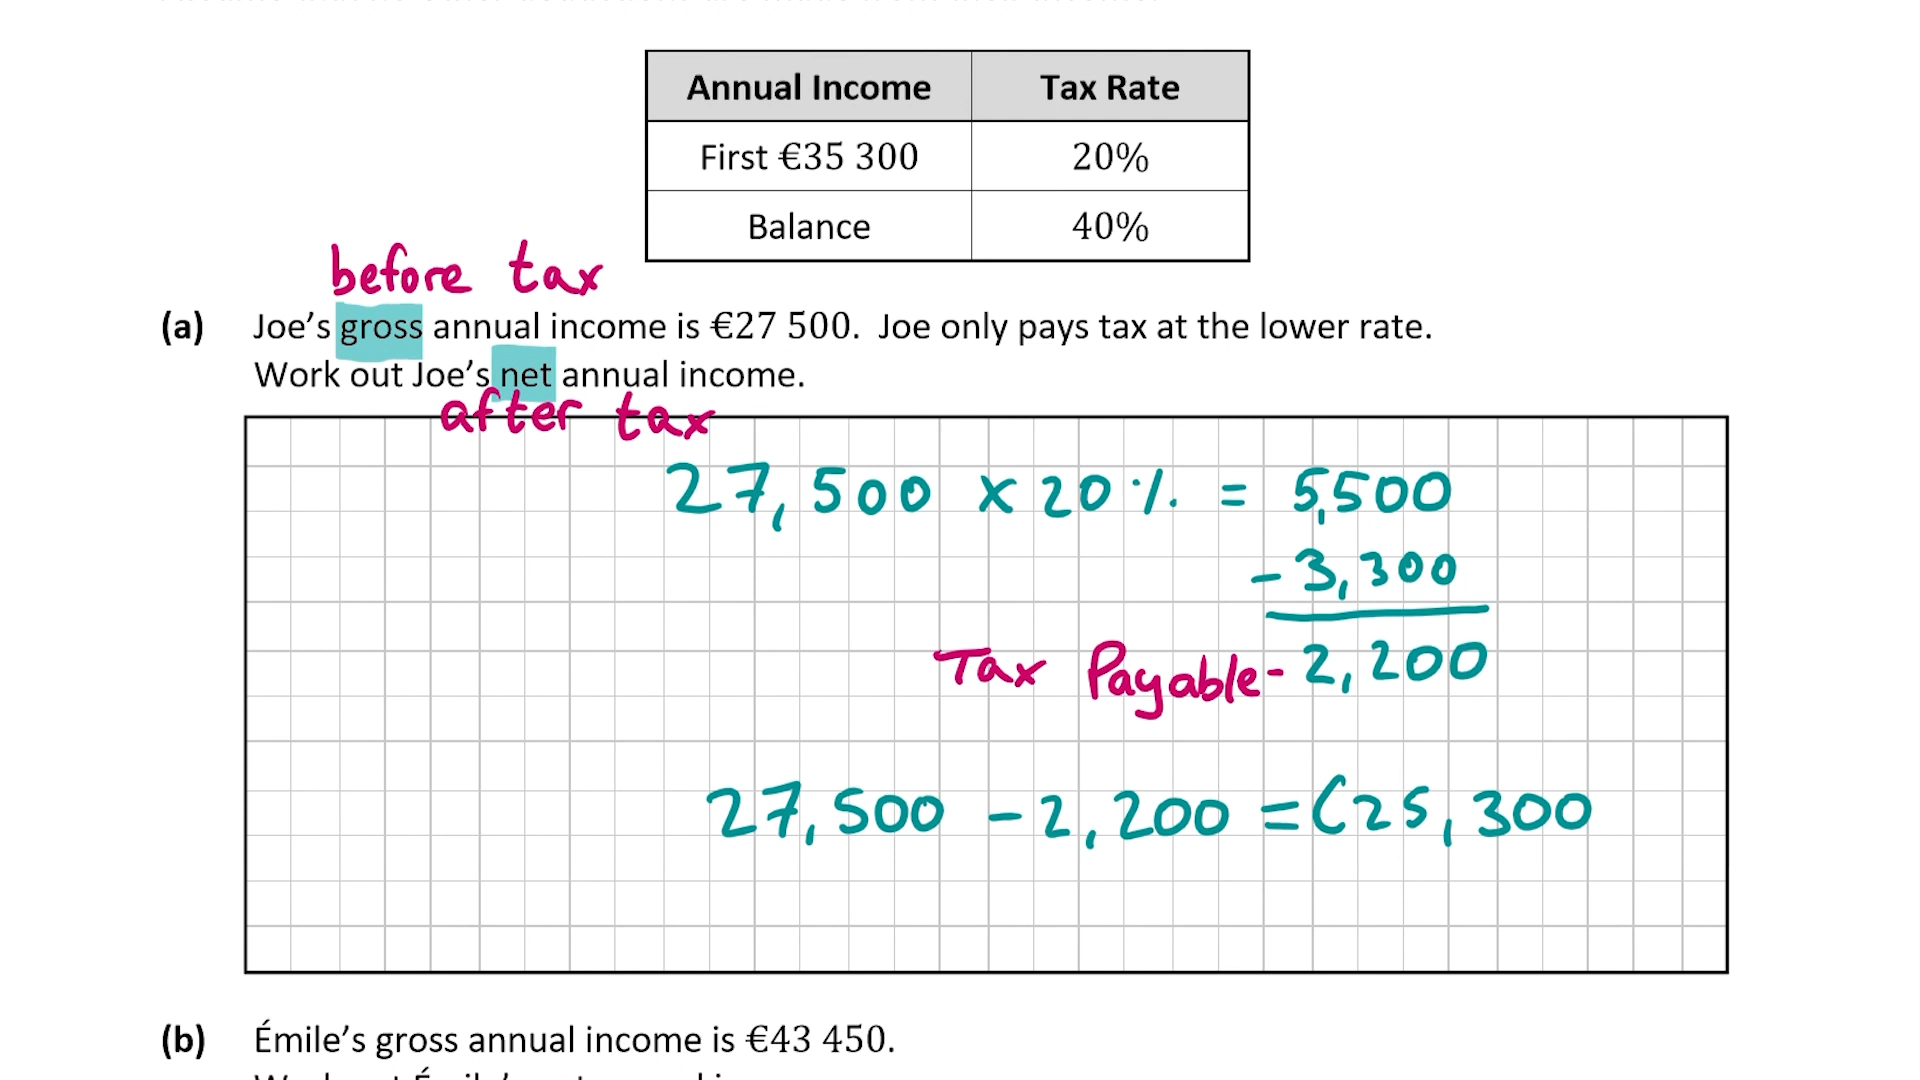 Annual Income Tax Rate
First €35 300 20%
Balance 40%
before tax
(a) Joe's gross annual income is €27 500. Joe only pays tax at the lower rate.
Work out Joe's net annual income.
after tax
27,500 x 20% = 5,500
- 3,300
Tax Payable- 2,200
27,500 - 2,200 = (25,300
(b) Émile's gross annual income is €43 450.